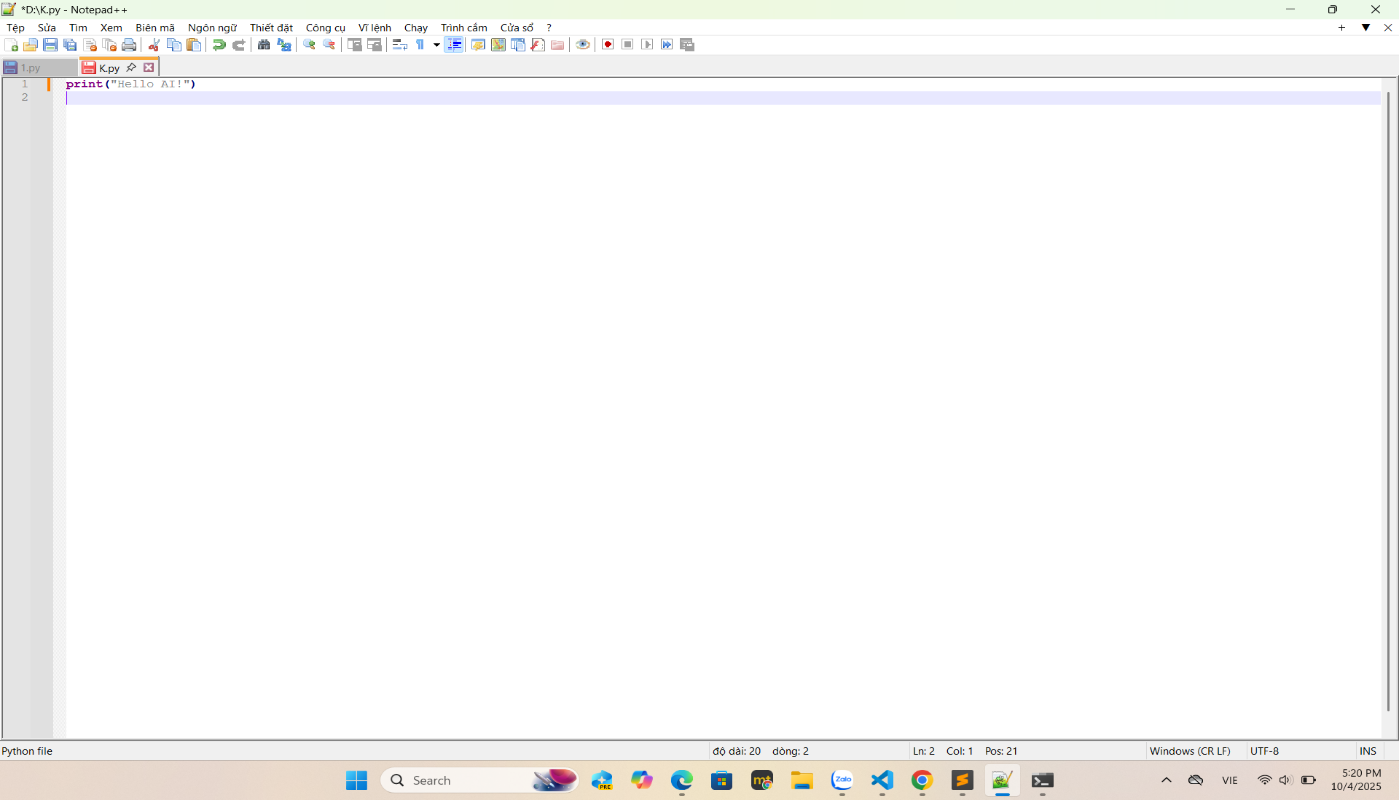 *D:\K.py - Notepad++
Tệp Sửa Tìm Xem Biên mã Ngôn ngữ Thiết đặt Công cụ Vĩ lệnh Chạy Trình cắm Cửa sổ ?
1.py K.py
1 print("Hello AI!")
2
Python file độ dài: 20 dòng: 2 Ln: 2 Col: 1 Pos: 21 Windows (CR LF) UTF-8 INS
Search PRE Zalo VIE 5:20 PM
10/4/2025